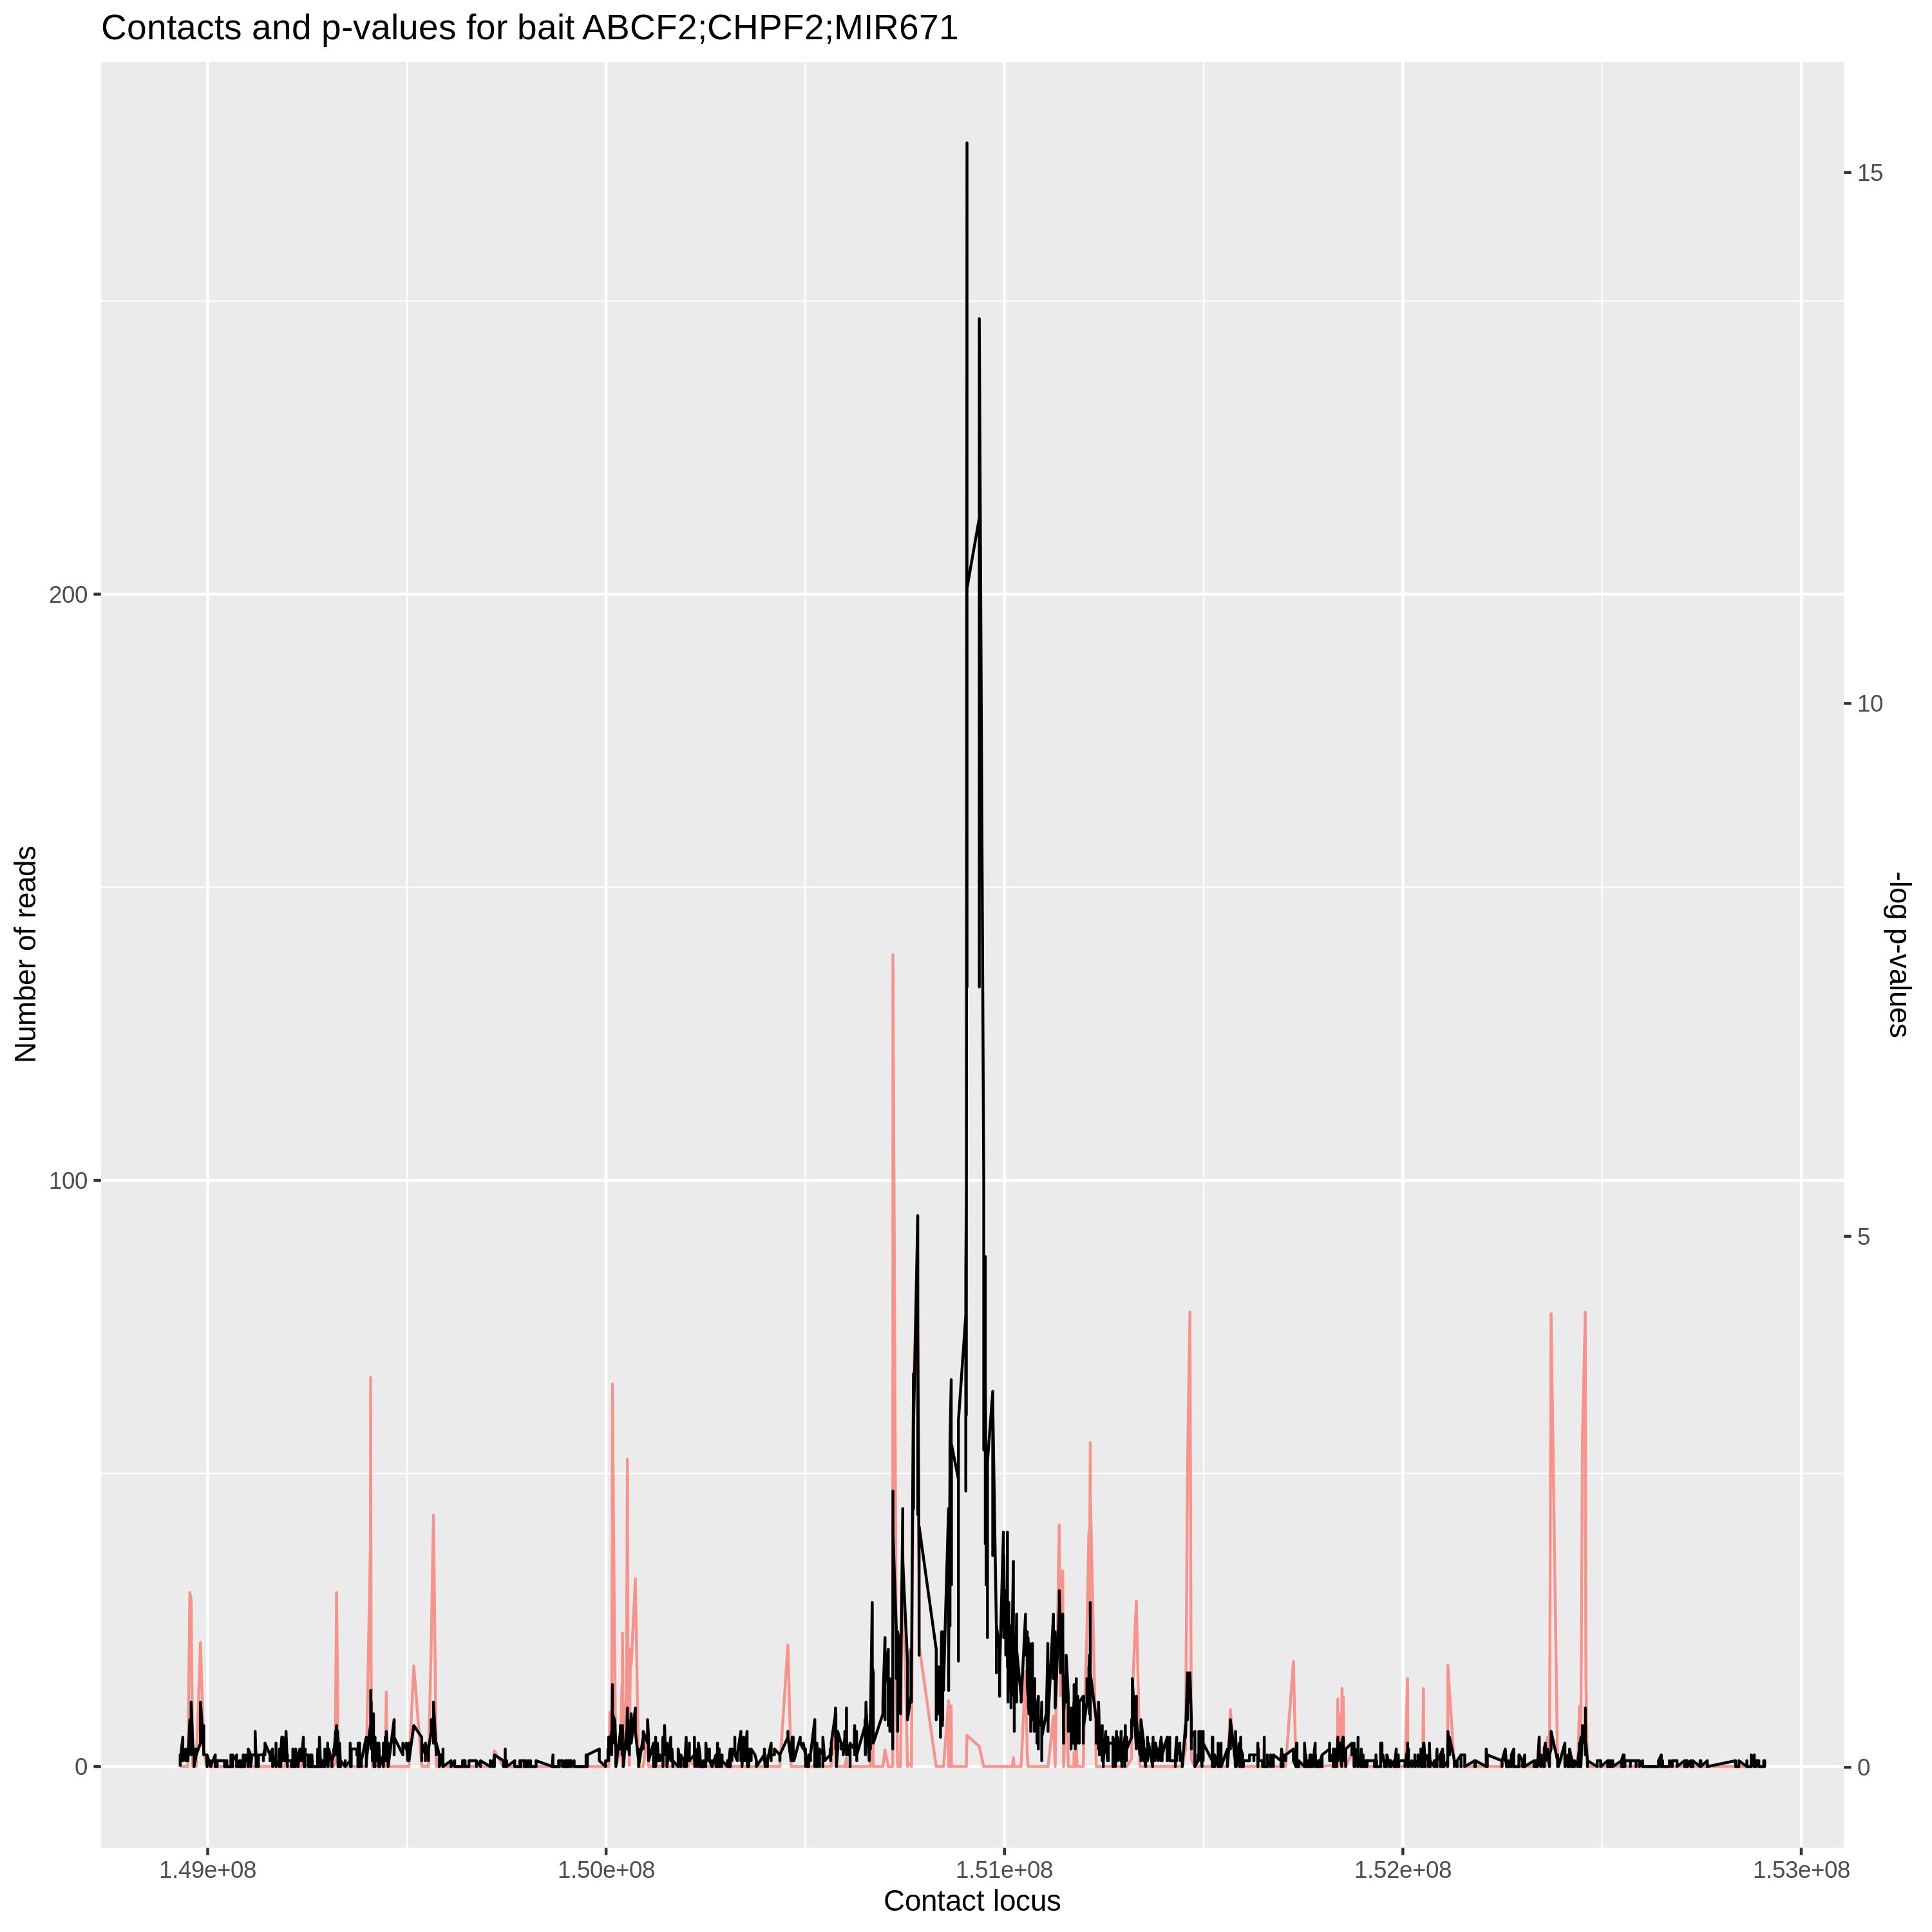 Contacts and p-values for bait ABCF2;CHPF2;MIR671
15
200
10
Number of reads
-log p-values
100
5
0
0
1.49e+08
1.50e+08
1.51e+08
1.52e+08
1.53e+08
Contact locus